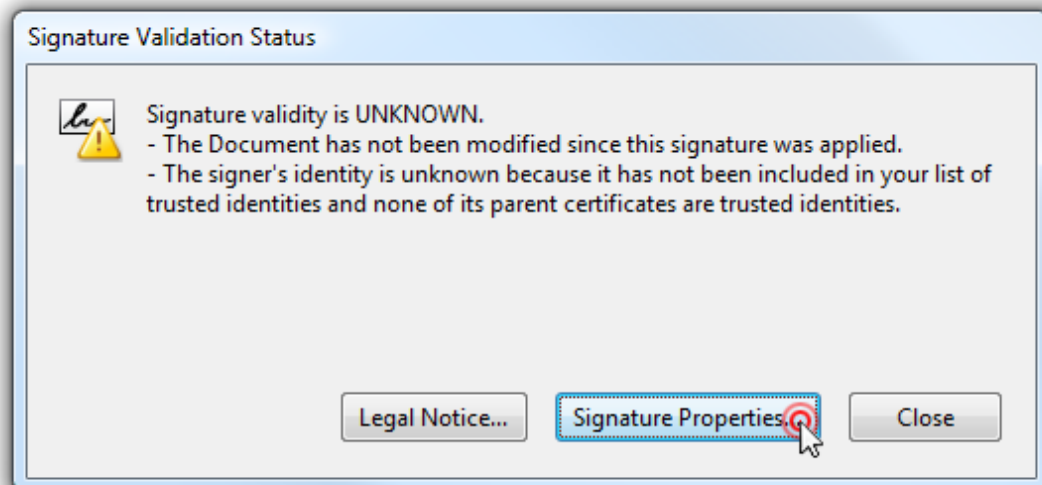 Signature Validation Status
Signature validity is UNKNOWN.
- The Document has not been modified since this signature was applied.
- The signer's identity is unknown because it has not been included in your list of
trusted identities and none of its parent certificates are trusted identities.
Legal Notice...
Signature Properties...
Close